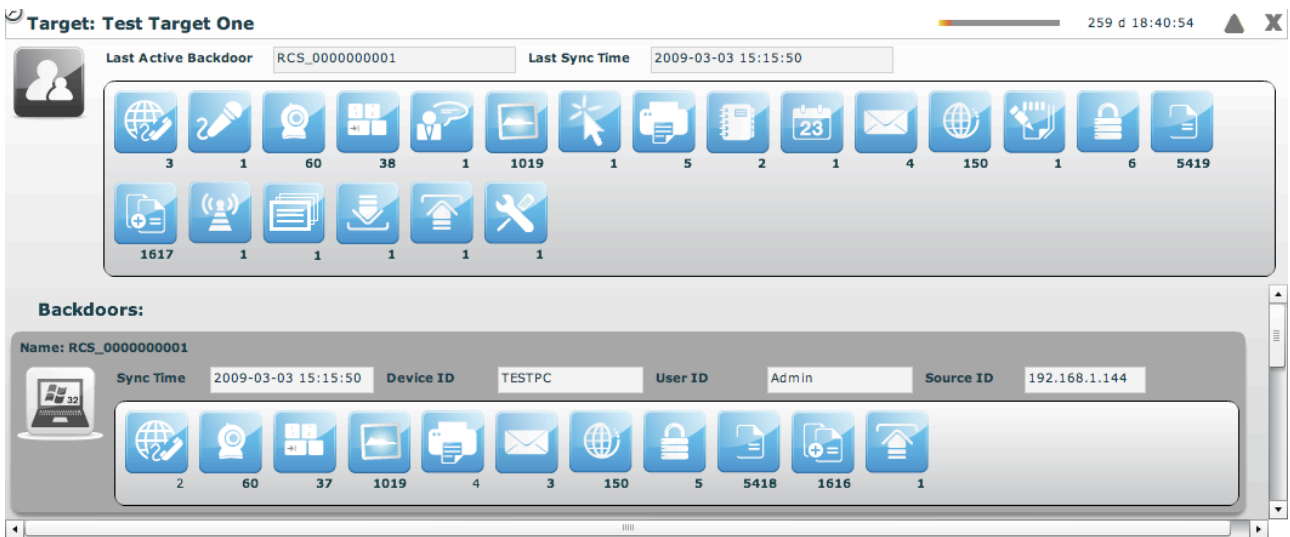 Target: Test Target One 259 d 18:40:54 X
Last Active Backdoor RCS_0000000001 Last Sync Time 2009-03-03 15:15:50
23
3 1 60 38 1 1019 1 5 2 1 4 150 1 6 5419
1617 1 1 1 1 1
Backdoors:
Name: RCS_0000000001
Sync Time 2009-03-03 15:15:50 Device ID TESTPC User ID Admin Source ID 192.168.1.144
32
2 60 37 1019 4 3 150 5 5418 1616 1